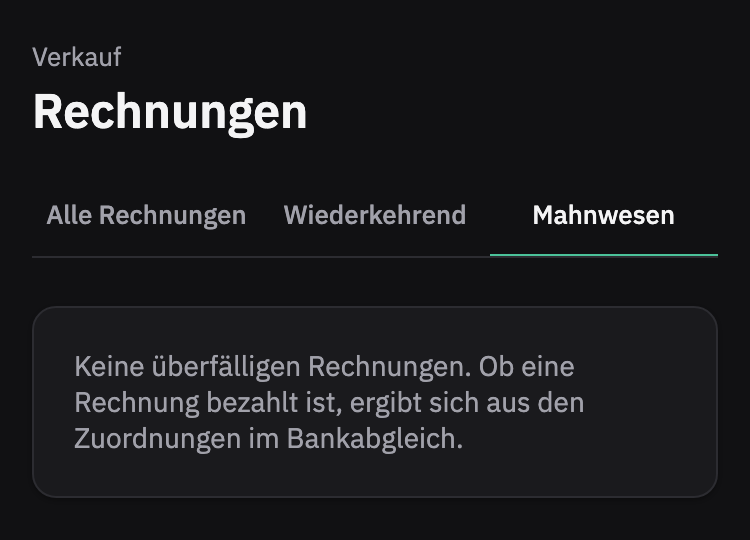 Verkauf
Rechnungen
Alle Rechnungen Wiederkehrend Mahnwesen
Keine überfälligen Rechnungen. Ob eine
Rechnung bezahlt ist, ergibt sich aus den
Zuordnungen im Bankabgleich.